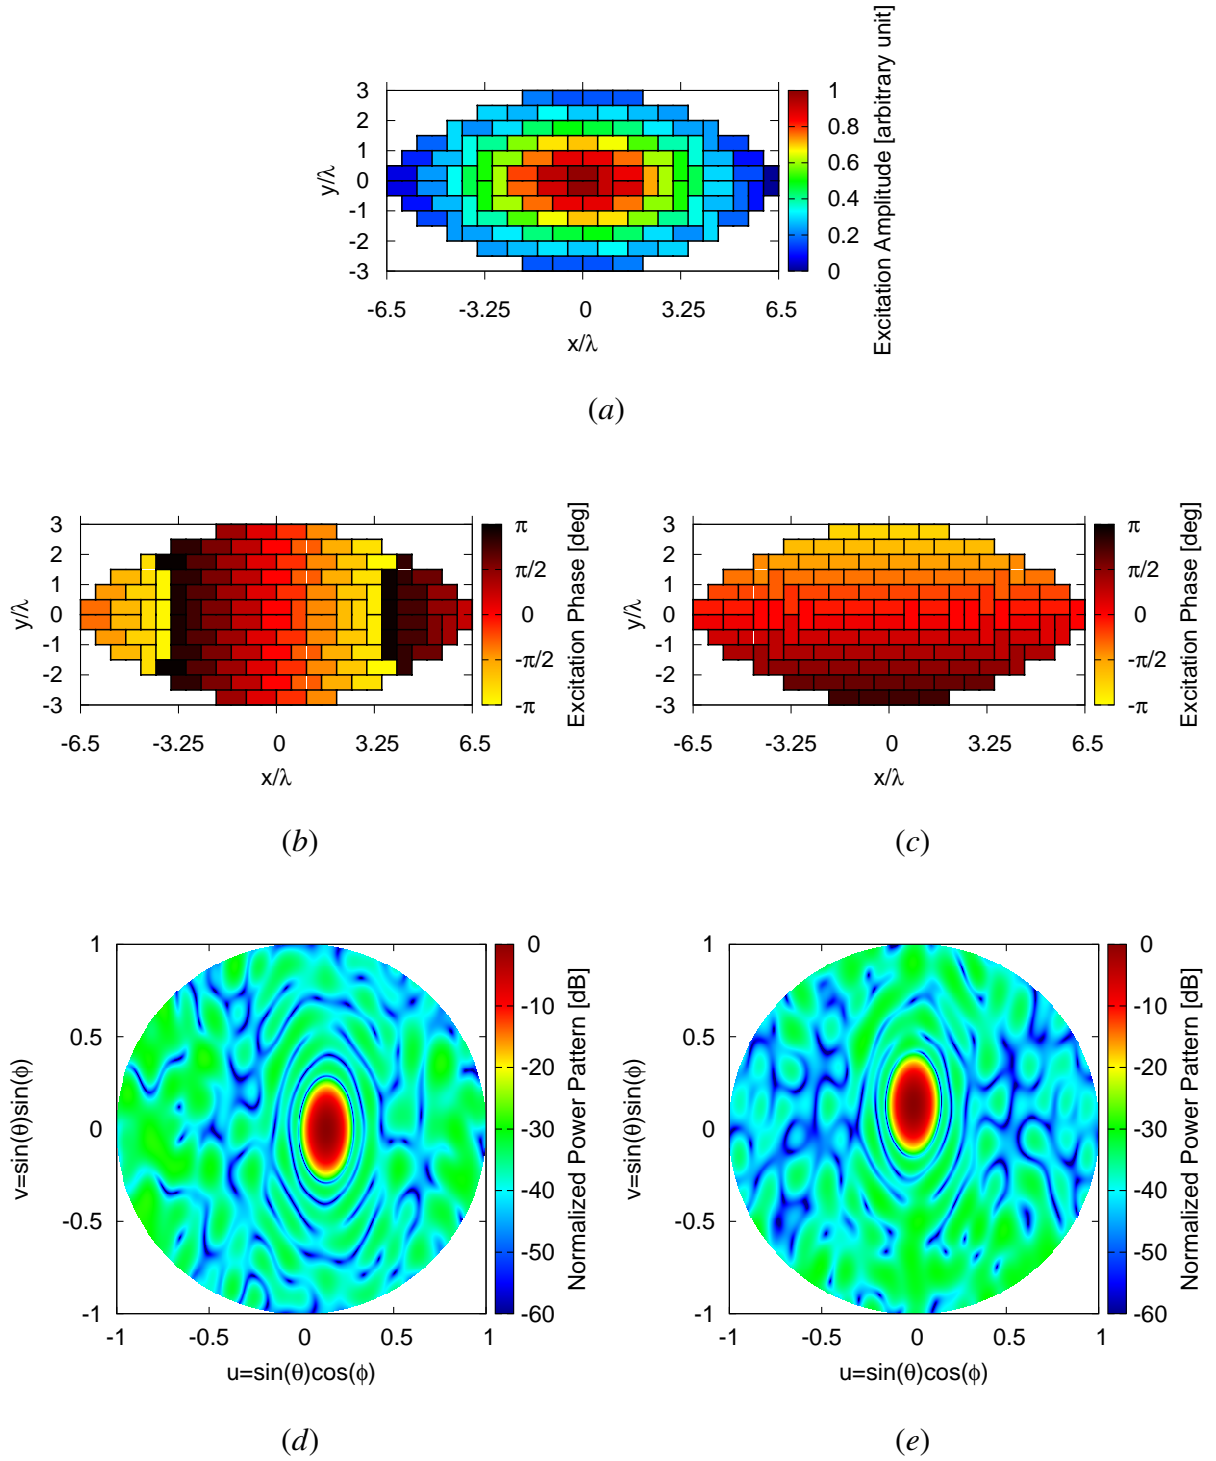 3
2
1
0
-1
-2
-3
y/λ
-6.5 -3.25 0 3.25 6.5
x/λ
1
0.8
0.6
0.4
0.2
0
Excitation Amplitude [arbitrary unit]
(a)
3
2
1
0
-1
-2
-3
y/λ
-6.5 -3.25 0 3.25 6.5
x/λ
π
π/2
0
-π/2
-π
Excitation Phase [deg]
(b)
3
2
1
0
-1
-2
-3
y/λ
-6.5 -3.25 0 3.25 6.5
x/λ
π
π/2
0
-π/2
-π
Excitation Phase [deg]
(c)
1
0.5
0
-0.5
-1
v=sin(θ)sin(ϕ)
-1 -0.5 0 0.5 1
u=sin(θ)cos(ϕ)
0
-10
-20
-30
-40
-50
-60
Normalized Power Pattern [dB]
(d)
1
0.5
0
-0.5
-1
v=sin(θ)sin(ϕ)
-1 -0.5 0 0.5 1
u=sin(θ)cos(ϕ)
0
-10
-20
-30
-40
-50
-60
Normalized Power Pattern [dB]
(e)